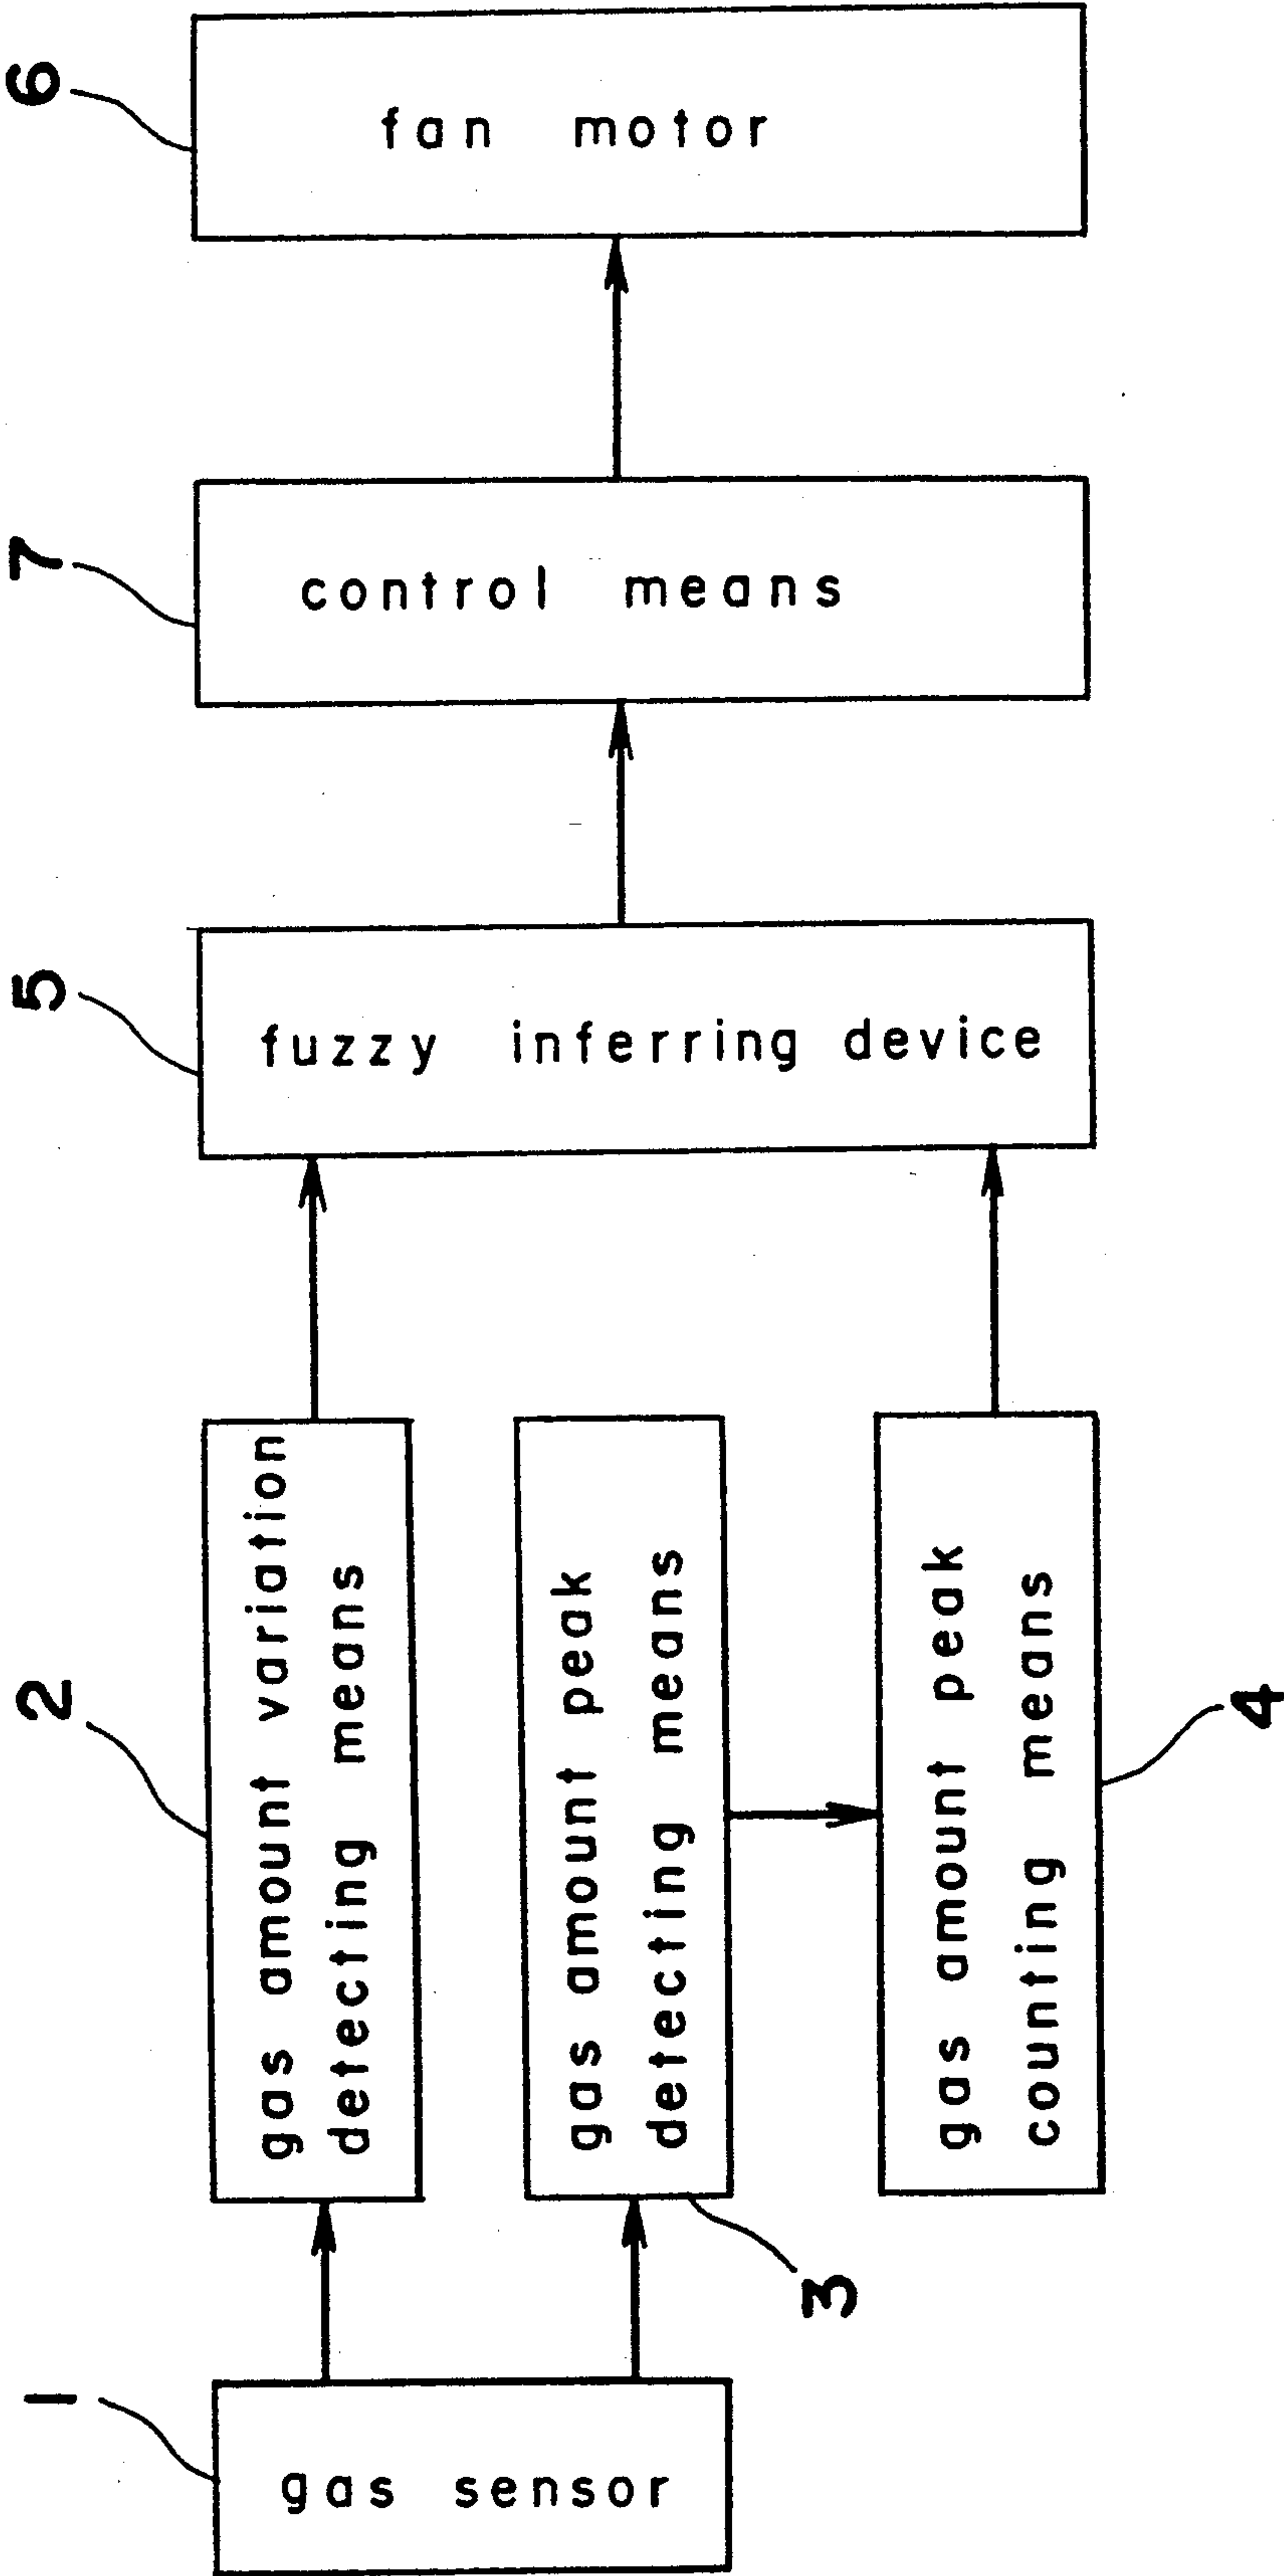 1
gas sensor
2
gas amount variation
detecting means
3
gas amount peak
detecting means
4
gas amount peak
counting means
5
fuzzy inferring device
7
control means
6
fan motor